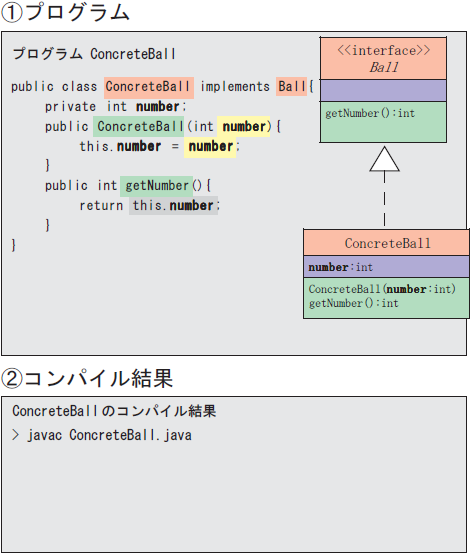 ①プログラム
プログラム ConcreteBall
public class ConcreteBall implements Ball{
private int number;
public ConcreteBall(int number){
this.number = number;
}
public int getNumber(){
return this.number;
}
}
<<interface>>
Ball
getNumber():int
ConcreteBall
number:int
ConcreteBall(number:int)
getNumber():int
②コンパイル結果
ConcreteBallのコンパイル結果
> javac ConcreteBall.java